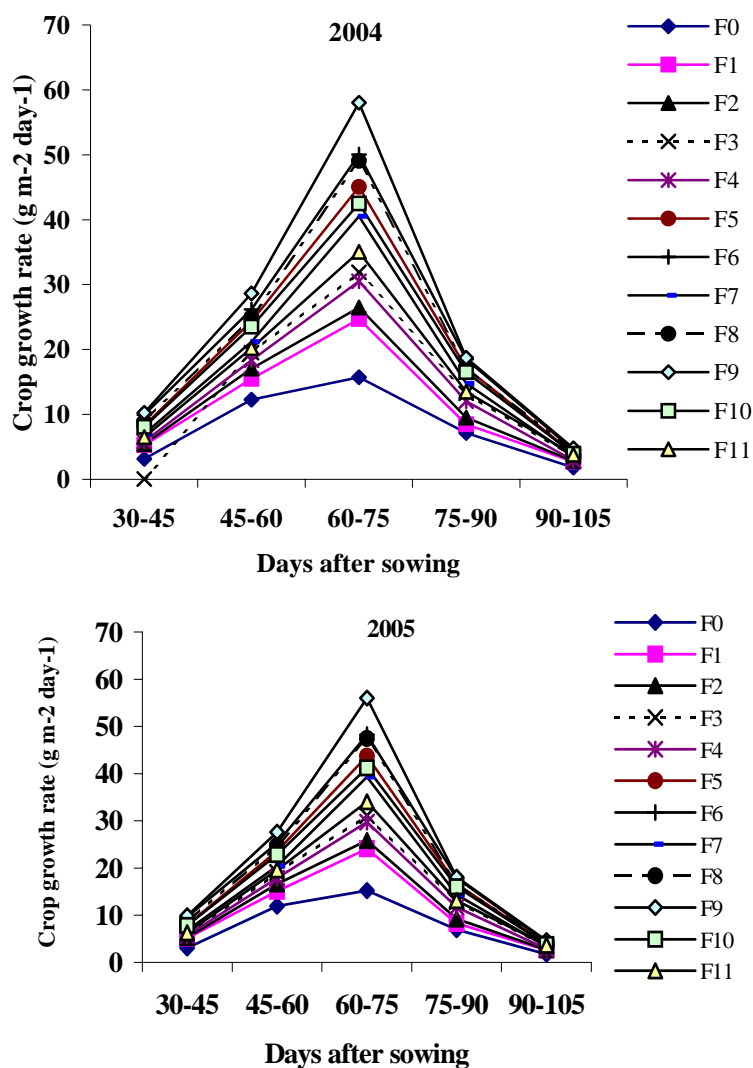 2004
Crop growth rate (g m-2 day-1)
70
60
50
40
30
20
10
0
30-45 45-60 60-75 75-90 90-105
Days after sowing
F0
F1
F2
F3
F4
F5
F6
F7
F8
F9
F10
F11
2005
Crop growth rate (g m-2 day-1)
70
60
50
40
30
20
10
0
30-45 45-60 60-75 75-90 90-105
Days after sowing
F0
F1
F2
F3
F4
F5
F6
F7
F8
F9
F10
F11